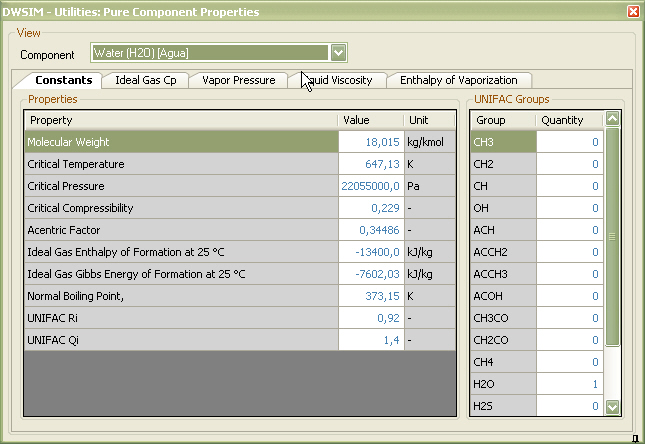 DWSIM - Utilities: Pure Component Properties
View
Component Water (H2O) [Agua]
Constants Ideal Gas Cp Vapor Pressure Liquid Viscosity Enthalpy of Vaporization
Properties UNIFAC Groups
Property Value Unit Group Quantity
Molecular Weight 18,015 kg/kmol CH3 0
Critical Temperature 647,13 K CH2 0
Critical Pressure 22055000,0 Pa CH 0
Critical Compressibility 0,229 - OH 0
Acentric Factor 0,34486 - ACH 0
Ideal Gas Enthalpy of Formation at 25 °C -13400,0 kJ/kg ACCH2 0
Ideal Gas Gibbs Energy of Formation at 25 °C -7602,03 kJ/kg ACCH3 0
Normal Boiling Point, 373,15 K ACOH 0
UNIFAC Ri 0,92 - CH3CO 0
UNIFAC Qi 1,4 - CH2CO 0
CH4 0
H2O 1
H2S 0